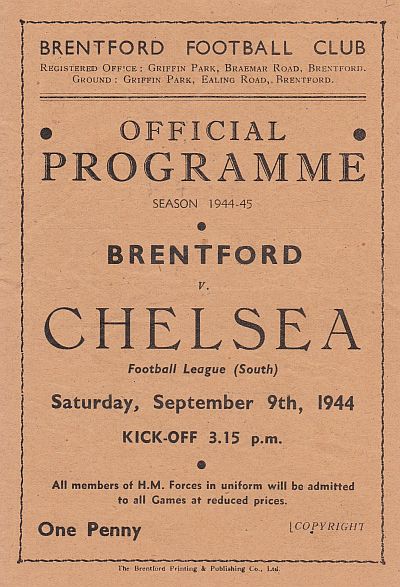 BRENTFORD FOOTBALL CLUB
REGISTERED OFFICE: GRIFFIN PARK, BRAEMAR ROAD, BRENTFORD.
GROUND: GRIFFIN PARK, EALING ROAD, BRENTFORD.
OFFICIAL
PROGRAMME
SEASON 1944-45
BRENTFORD
v.
CHELSEA
Football League (South)
Saturday, September 9th, 1944
KICK-OFF 3.15 p.m.
All members of H.M. Forces in uniform will be admitted
to all Games at reduced prices.
One Penny [COPYRIGHT
The Brentford Printing & Publishing Co., Ltd.